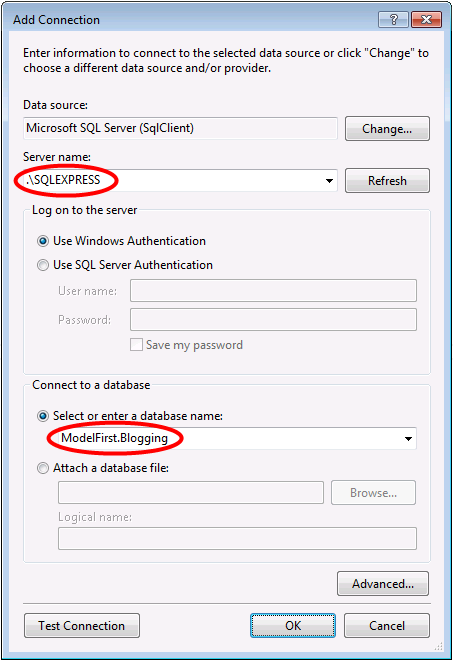 Add Connection
Enter information to connect to the selected data source or click "Change" to
choose a different data source and/or provider.
Data source:
Microsoft SQL Server (SqlClient)
Change...
Server name:
.\SQLEXPRESS
Refresh
Log on to the server
Use Windows Authentication
Use SQL Server Authentication
User name:
Password:
Save my password
Connect to a database
Select or enter a database name:
ModelFirst.Blogging
Attach a database file:
Browse...
Logical name:
Advanced...
Test Connection
OK
Cancel